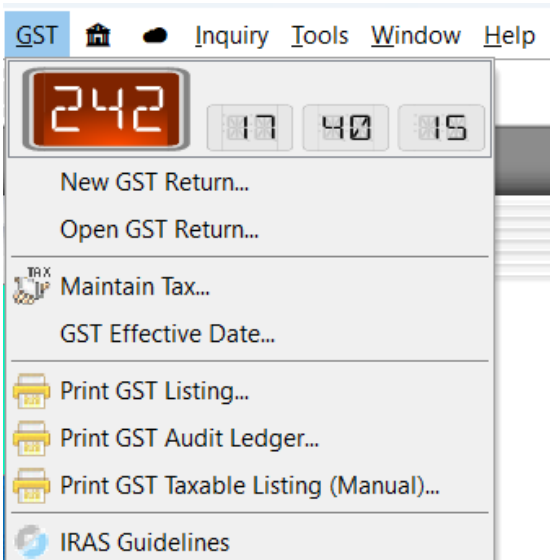 GST Inquiry Tools Window Help
242 17 40 15
New GST Return...
Open GST Return...
TAX
Maintain Tax...
GST Effective Date...
Print GST Listing...
Print GST Audit Ledger...
Print GST Taxable Listing (Manual)...
IRAS Guidelines